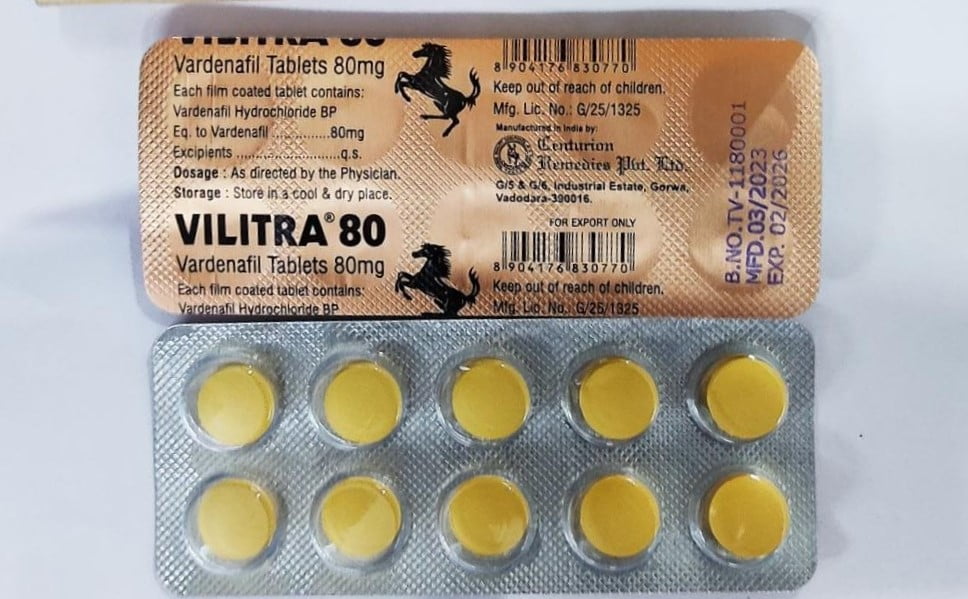 VILITRA 80
Vardenafil Tablets 80mg
Each film coated tablet contains:
Vardenafil Hydrochloride BP
Eq. to Vardenafil .............80mg
Excipients ........................q.s.
Dosage : As directed by the Physician.
Storage : Store in a cool & dry place.
VILITRA® 80
Vardenafil Tablets 80mg
Each film coated tablet contains:
Vardenafil Hydrochloride BP
8 904176 830770
Keep out of reach of children.
Mfg. Lic. No.: G/25/1325
Manufactured in India by:
Centurion
Remedies Pvt. Ltd.
G/5 & G/6, Industrial Estate, Gorwa,
Vadodara-390016.
FOR EXPORT ONLY
8 904176 830770
Keep out of reach of children.
Mfg. Lic. No.: G/25/1325
B.NO.TV-1180001
MFD.03/2023
EXP. 02/2026